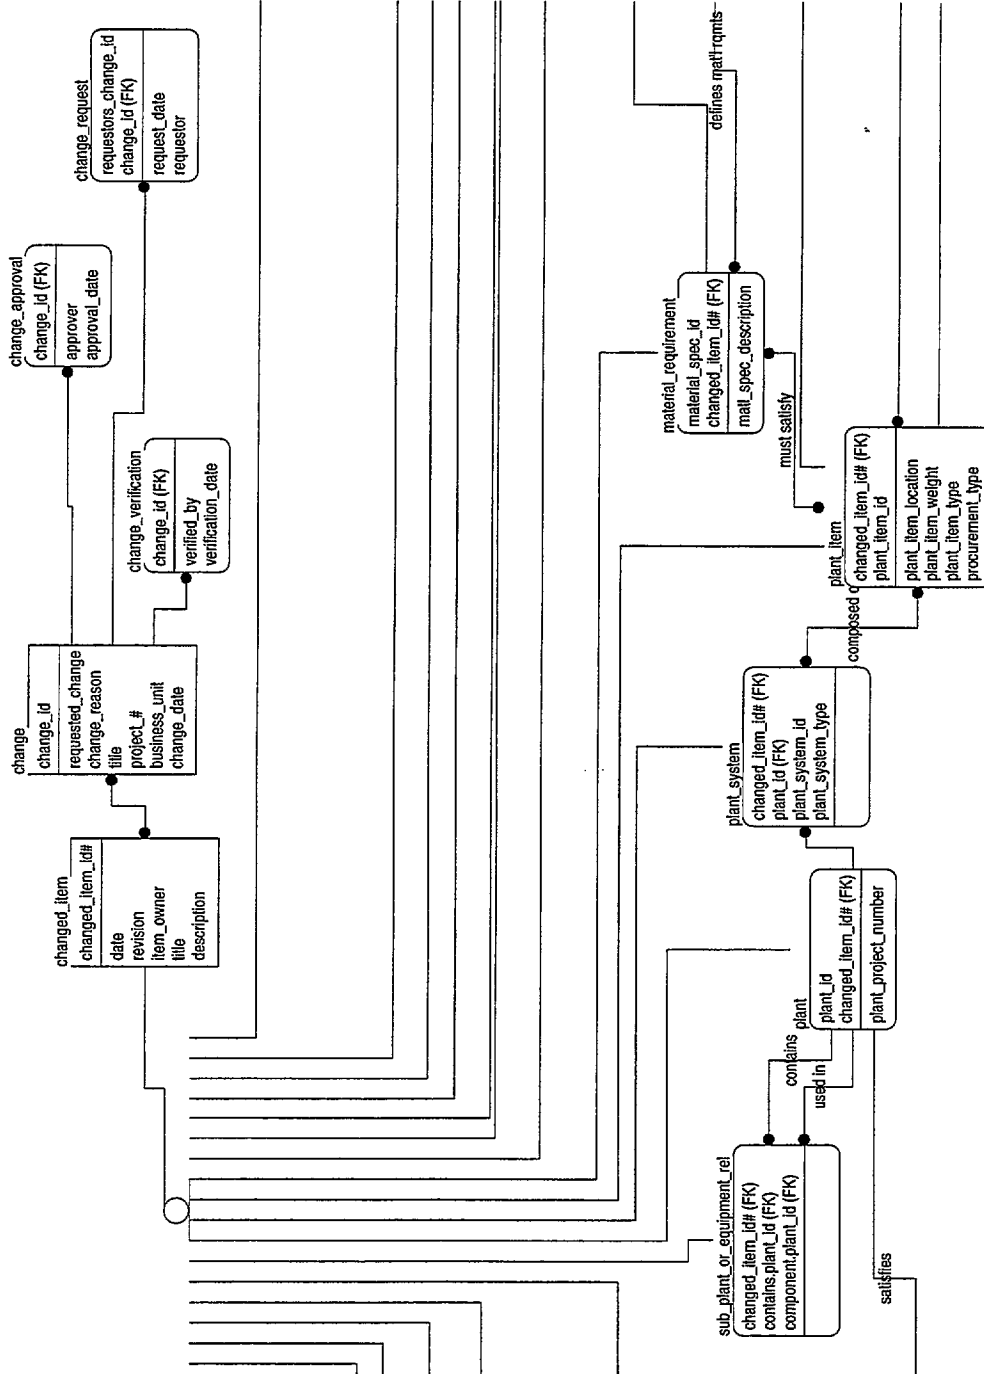 change_request
requestors_change_id
change_id (FK)
request_date
requestor
change_approval
change_id (FK)
approver
approval_date
change_verification
change_id (FK)
verified_by
verification_date
change
change_id
requested_change
change_reason
title
project_#
business_unit
change_date
changed_item
changed_item_id#
date
revision
item_owner
title
description
defines matl rqmts
material_requirement
material_spec_id
changed_item_id# (FK)
matl_spec_description
must satisfy
plant_item
changed_item_id# (FK)
plant_item_id
plant_item_location
plant_item_weight
plant_item_type
procurement_type
composed o
plant_system
changed_item_id# (FK)
plant_id (FK)
plant_system_id
plant_system_type
plant
plant_id
changed_item_id# (FK)
plant_project_number
contains
used in
sub_plant_or_equipment_rel
changed_item_id# (FK)
contains.plant_id (FK)
component.plant_id (FK)
satisfies